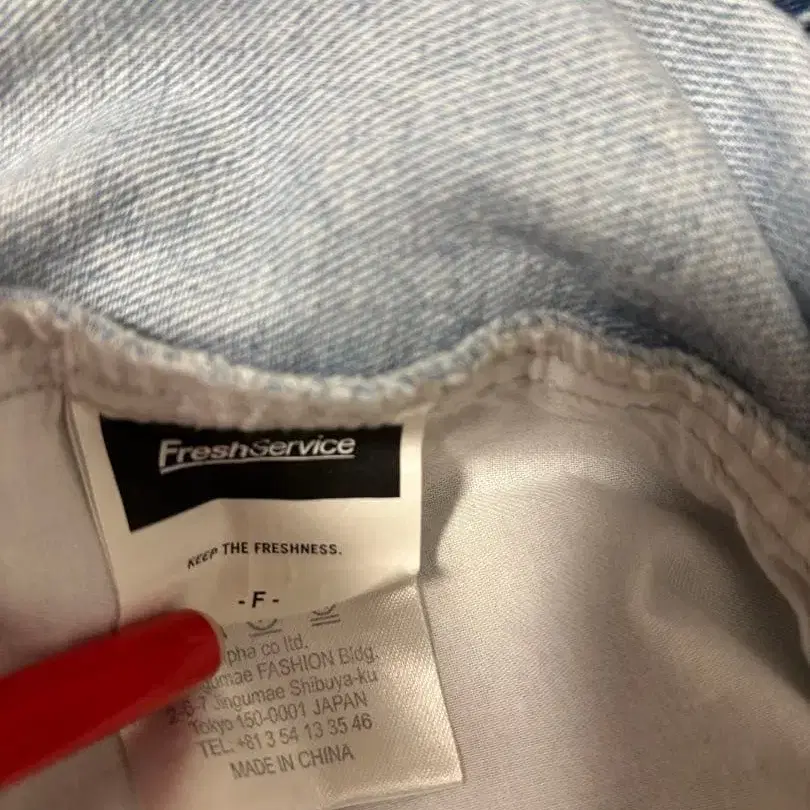 FreshService
KEEP THE FRESHNESS.
- F -
pha co ltd.
gumae FASHION Bldg.
2-6-7 Jingumae Shibuya-ku
Tokyo 150-0001 JAPAN
TEL: +81 3 54 13 35 46
MADE IN CHINA